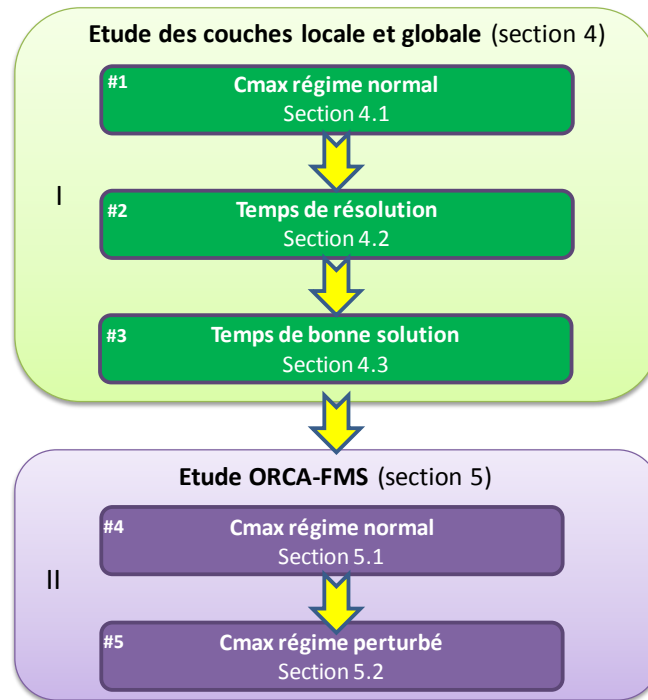 Etude des couches locale et globale (section 4)
#1
Cmax régime normal
Section 4.1
I
#2
Temps de résolution
Section 4.2
#3
Temps de bonne solution
Section 4.3
Etude ORCA-FMS (section 5)
#4
Cmax régime normal
Section 5.1
II
#5
Cmax régime perturbé
Section 5.2